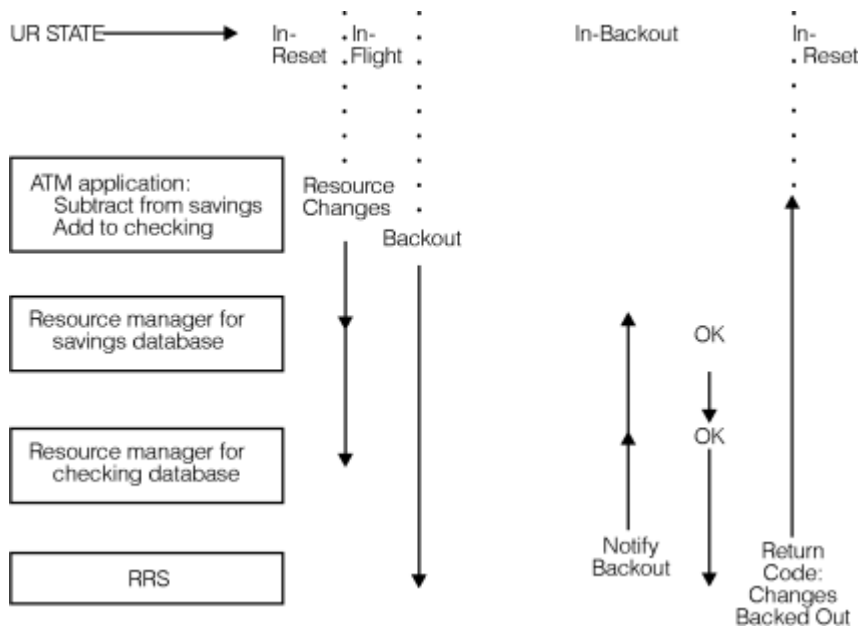 UR STATE
In-
Reset
In-
Flight
In-Backout
In-
Reset
ATM application:
Subtract from savings
Add to checking
Resource
Changes
Backout
Resource manager for
savings database
OK
Resource manager for
checking database
OK
RRS
Notify
Backout
Return
Code:
Changes
Backed Out